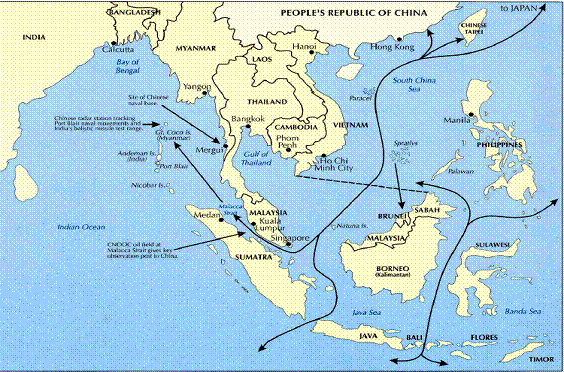 to JAPAN
PEOPLE'S REPUBLIC OF CHINA
CHINESE
TAIPEI
BANGLADESH
INDIA
Calcutta
MYANMAR
Hanoi
Hong Kong
Bay of
Bengal
LAOS
South China
Sea
Yangon
Site of Chinese
naval base
THAILAND
Paracel
Chinese radar station tracking
Port Blair naval movements and
India's ballistic missile test range.
Bangkok
VIETNAM
Manila
CAMBODIA
Gt. Coco Is.
(Myanmar)
Mergui
Phom
Penh
Spratlys
PHILIPPINES
Andeman Is.
(India)
Gulf of
Thailand
Ho Chi
Minh City
Port Blair
Palawan
Nicobar Is.
Malacca
Strait
MALAYSIA
SABAH
BRUNEI
Medan
Kuala
Lumpur
Natuna Is.
Indian Ocean
Singapore
MALAYSIA
SULAWESI
CNOOC oil field at
Malacca Strait gives key
observation post to China.
SUMATRA
BORNEO
(Kalimantan)
Java Sea
Banda Sea
JAVA
BALI
FLORES
TIMOR